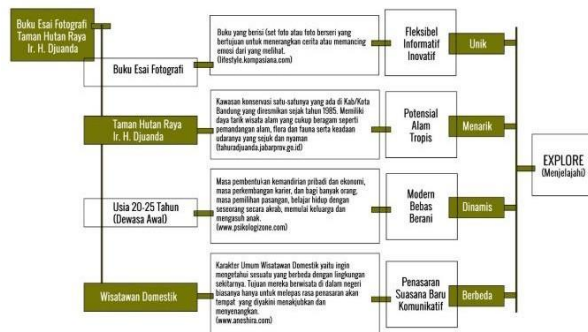 Buku Esai Fotografi
Taman Hutan Raya
Ir. H. Djuanda
Buku Esai Fotografi
Buku yang berisi (set foto atau foto berseri yang
bertujuan untuk menerangkan cerita atau memancing
emosi dari yang melihat.
(lifestyle.kompasiana.com)
Fleksibel
Informatif
Inovatif
Unik
Taman Hutan Raya
Ir. H. Djuanda
Kawasan konservasi satu-satunya yang ada di Kab/Kota
Bandung yang diresmikan sejak tahun 1985. Memiliki
daya tarik wisata alam yang cukup beragam seperti
pemandangan alam, flora dan fauna serta keadaan
udaranya yang sejuk dan nyaman
(tahuradjuanda.jabarprov.go.id)
Potensial
Alam
Tropis
Menarik
Usia 20-25 Tahun
(Dewasa Awal)
Masa pembentukan kemandirian pribadi dan ekonomi,
masa perkembangan karier, dan bagi banyak orang,
masa pemilihan pasangan, belajar hidup dengan
seseorang secara akrab, memulai keluarga dan
mengasuh anak.
(www.psikologizone.com)
Modern
Bebas
Berani
Dinamis
Wisatawan Domestik
Karakter Umum Wisatawan Domestik yaitu ingin
mengetahui sesuatu yang berbeda dengan lingkungan
sekitarnya. Tujuan mereka berwisata di dalam negeri
biasanya hanya untuk melepas rasa penasaran akan
tempat yang diyakini menakjubkan dan
menyenangkan.
(www.aneshira.com)
Penasaran
Suasana Baru
Komunikatif
Berbeda
EXPLORE
(Menjelajahi)